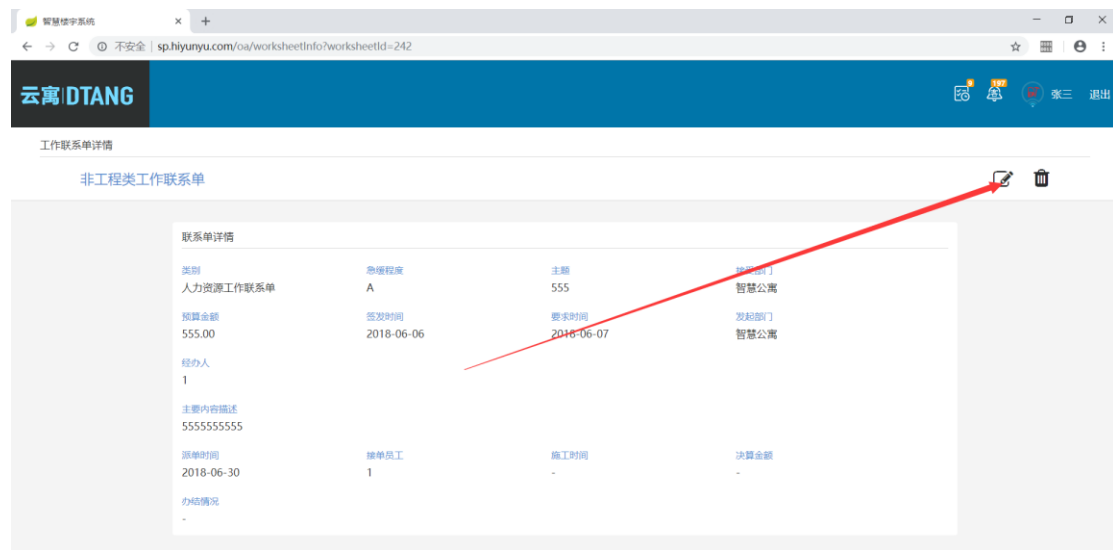 智慧楼宇系统
不安全 | sp.hiyunyu.com/oa/worksheetInfo?worksheetId=242
云寓 DTANG
9 197 张三 退出
工作联系单详情
非工程类工作联系单
联系单详情
类别 急缓程度 主题 接受部门
人力资源工作联系单 A 555 智慧公寓
预算金额 签发时间 要求时间 发起部门
555.00 2018-06-06 2018-06-07 智慧公寓
经办人
1
主要内容描述
5555555555
派单时间 接单员工 施工时间 决算金额
2018-06-30 1 - -
办结情况
-